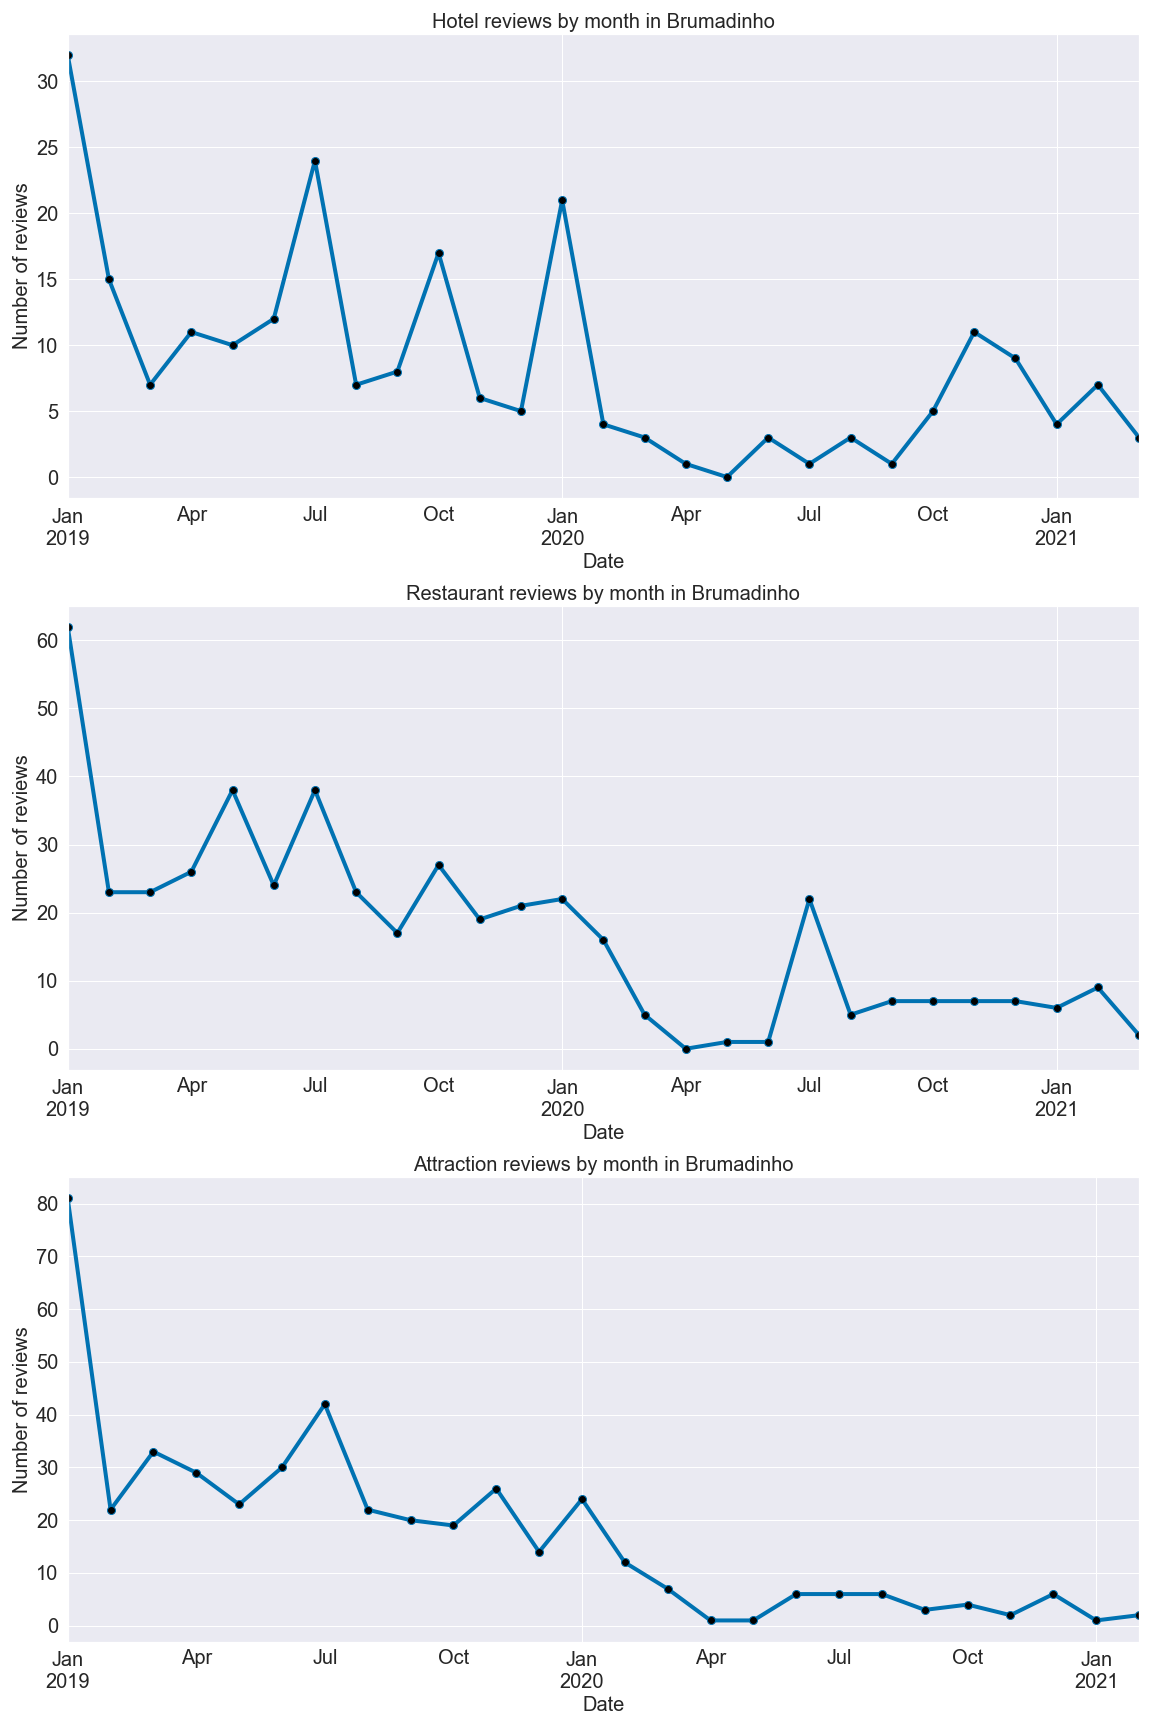 Hotel reviews by month in Brumadinho
30
25
20
15
10
5
0
Number of reviews
Jan Apr Jul Oct Jan Apr Jul Oct Jan
2019 2020 2021
Date
Restaurant reviews by month in Brumadinho
60
50
40
30
20
10
0
Number of reviews
Jan Apr Jul Oct Jan Apr Jul Oct Jan
2019 2020 2021
Date
Attraction reviews by month in Brumadinho
80
70
60
50
40
30
20
10
0
Number of reviews
Jan Apr Jul Oct Jan Apr Jul Oct Jan
2019 2020 2021
Date